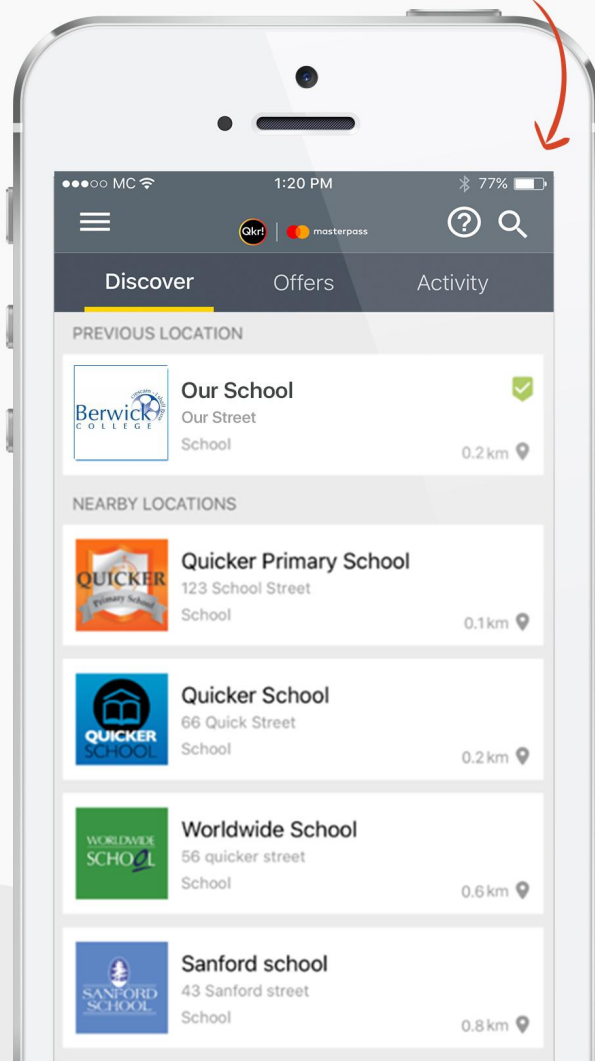 MC
1:20 PM
77%
Qkr!
masterpass
Discover
Offers
Activity
PREVIOUS LOCATION
Berwick
COLLEGE
Our School
Our Street
School
0.2 km
NEARBY LOCATIONS
QUICKER
Primary School
Quicker Primary School
123 School Street
School
0.1 km
QUICKER
SCHOOL
Quicker School
66 Quick Street
School
0.2 km
WORLDWIDE
SCHOOL
Worldwide School
56 quicker street
School
0.6 km
SANFORD
SCHOOL
Sanford school
43 Sanford street
School
0.8 km